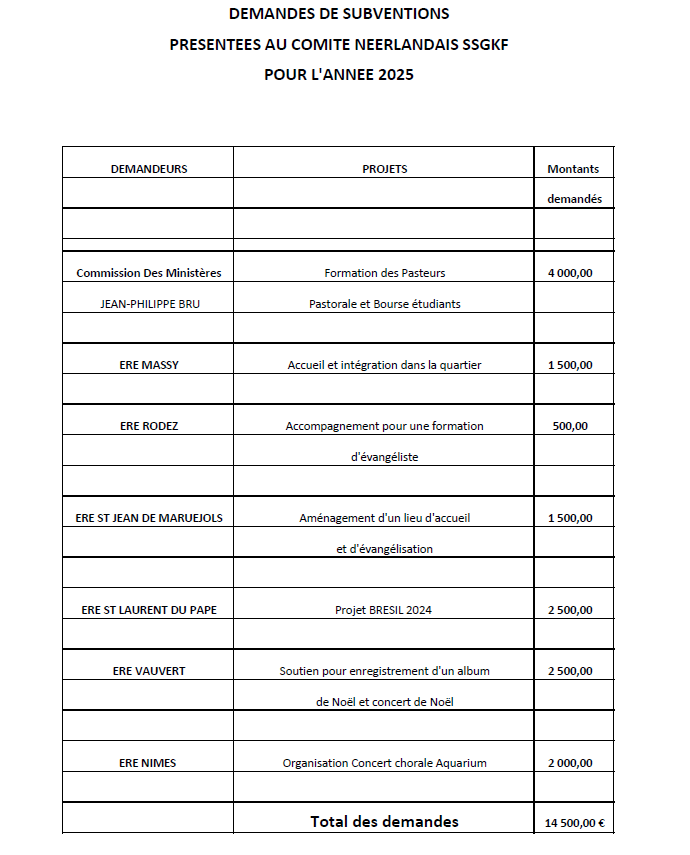 DEMANDES DE SUBVENTIONS
PRESENTEES AU COMITE NEERLANDAIS SSGKF
POUR L'ANNEE 2025
DEMANDEURS PROJETS Montants
demandés
Commission Des Ministères Formation des Pasteurs 4 000,00
JEAN-PHILIPPE BRU Pastorale et Bourse étudiants
ERE MASSY Accueil et intégration dans la quartier 1 500,00
ERE RODEZ Accompagnement pour une formation 500,00
d'évangéliste
ERE ST JEAN DE MARUEJOLS Aménagement d'un lieu d'accueil 1 500,00
et d'évangélisation
ERE ST LAURENT DU PAPE Projet BRESIL 2024 2 500,00
ERE VAUVERT Soutien pour enregistrement d'un album 2 500,00
de Noël et concert de Noël
ERE NIMES Organisation Concert chorale Aquarium 2 000,00
Total des demandes 14 500,00 €